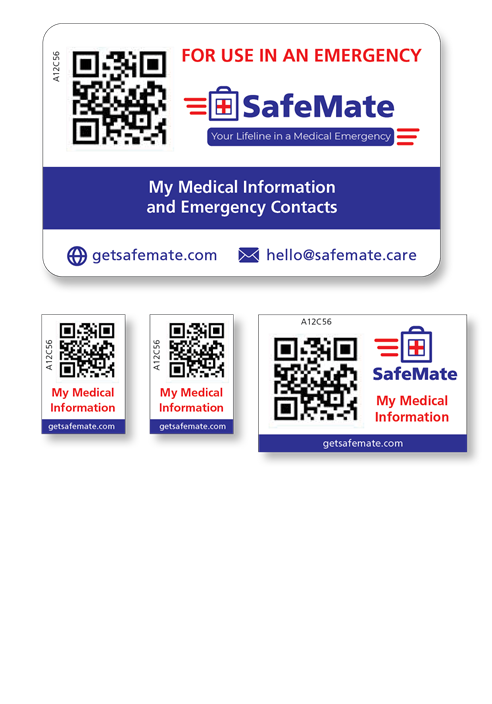 A12C56
FOR USE IN AN EMERGENCY
SafeMate
Your Lifeline in a Medical Emergency
My Medical Information
and Emergency Contacts
getsafemate.com
hello@safemate.care
A12C56
My Medical
Information
getsafemate.com
A12C56
My Medical
Information
getsafemate.com
A12C56
SafeMate
My Medical
Information
getsafemate.com